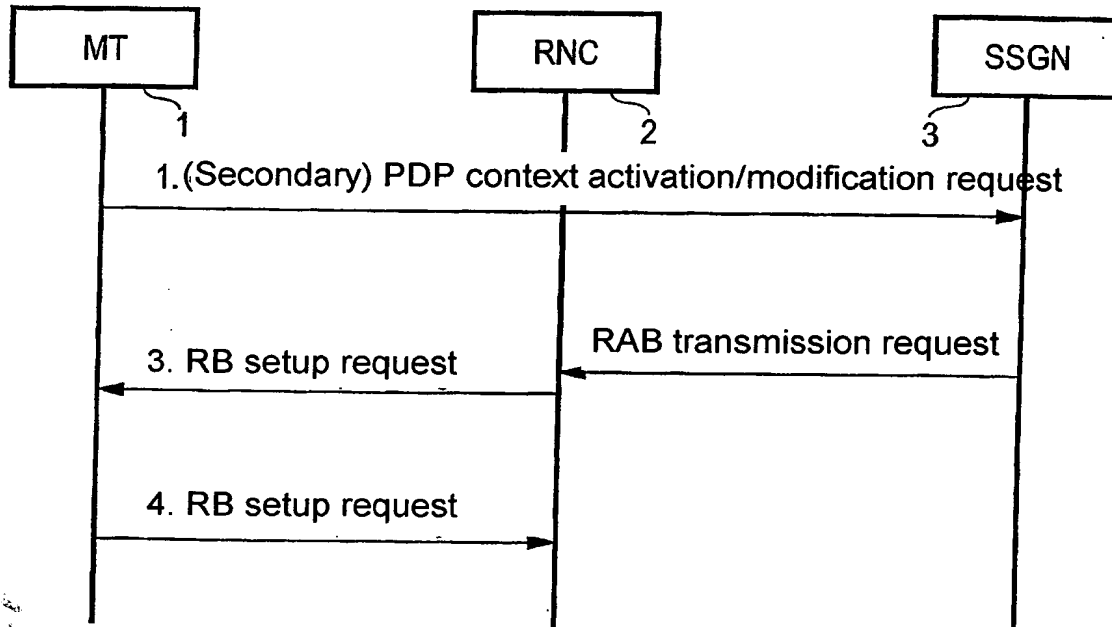 MT
RNC
SSGN
1
2
3
1.(Secondary) PDP context activation/modification request
RAB transmission request
3. RB setup request
4. RB setup request